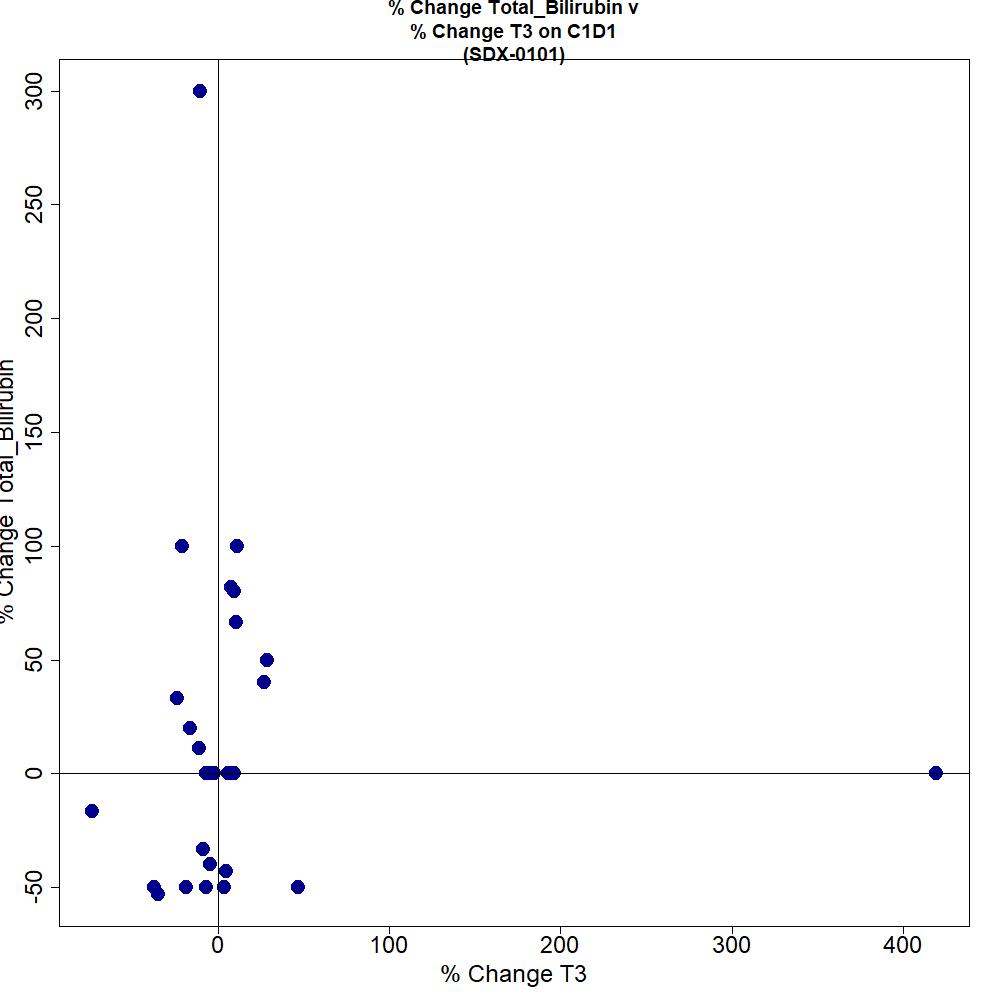 % Change Total_Bilirubin v
% Change T3 on C1D1
(SDX-0101)
% Change Total_Bilirubin
300
250
200
150
100
50
0
-50
0 100 200 300 400
% Change T3